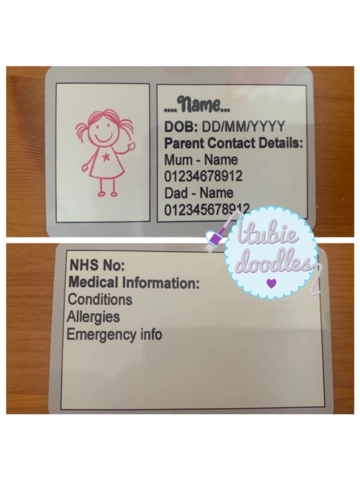 ....Name...
DOB: DD/MM/YYYY
Parent Contact Details:
Mum - Name
01234678912
Dad - Name
012345678912
tubie
doodles
NHS No:
Medical Information:
Conditions
Allergies
Emergency info